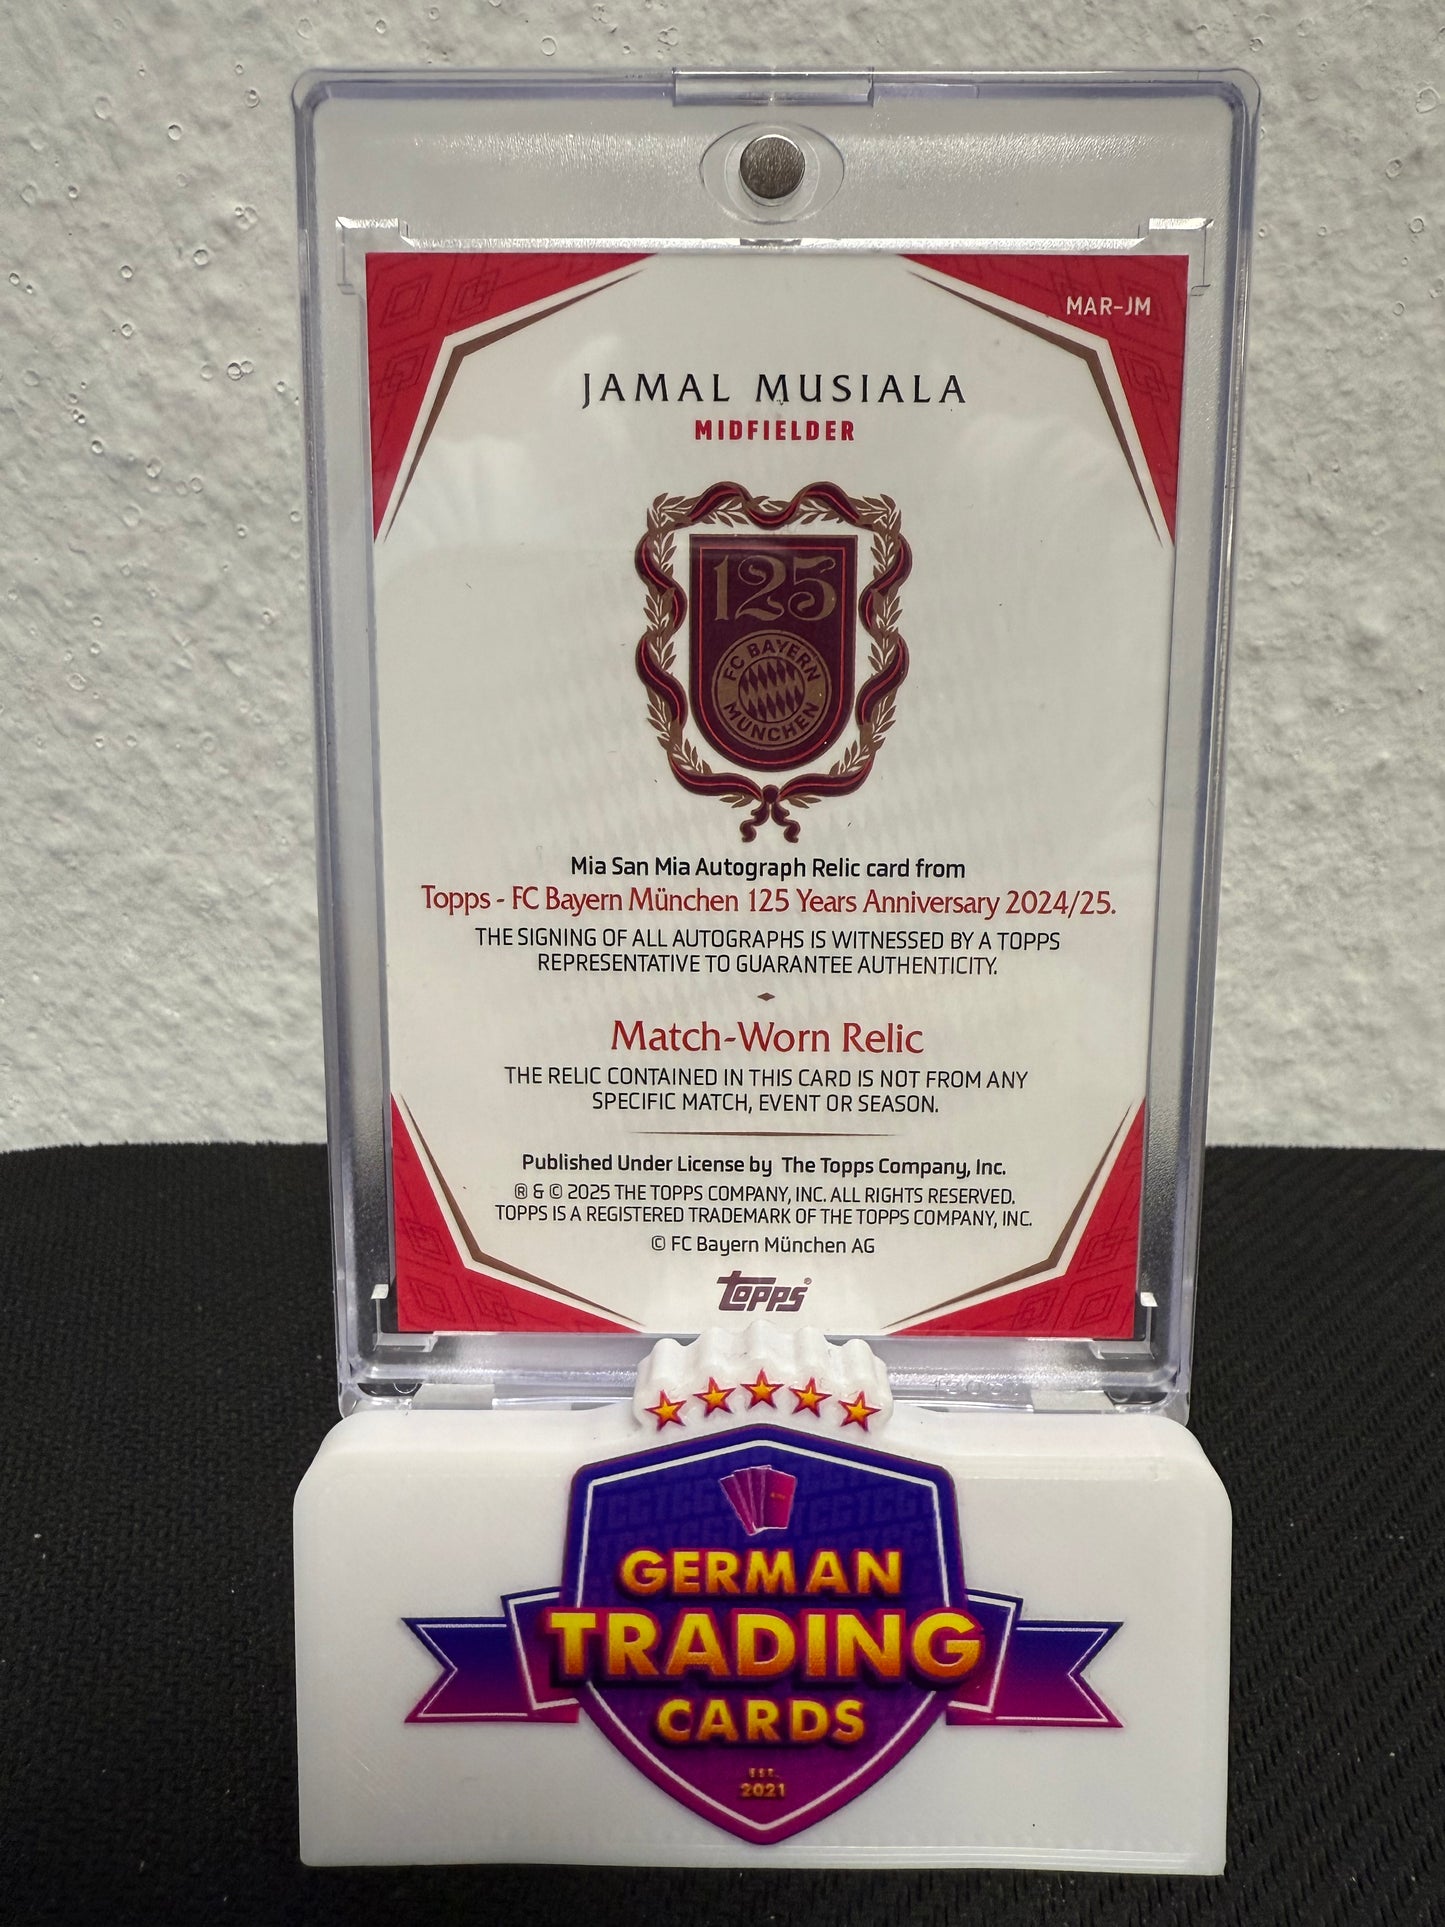 MAR-JM
JAMAL MUSIALA
MIDFIELDER
125
FC BAYERN
MÜNCHEN
Mia San Mia Autograph Relic card from
Topps - FC Bayern München 125 Years Anniversary 2024/25.
THE SIGNING OF ALL AUTOGRAPHS IS WITNESSED BY A TOPPS
REPRESENTATIVE TO GUARANTEE AUTHENTICITY.
Match-Worn Relic
THE RELIC CONTAINED IN THIS CARD IS NOT FROM ANY
SPECIFIC MATCH, EVENT OR SEASON.
Published Under License by The Topps Company, Inc.
® & © 2025 THE TOPPS COMPANY, INC. ALL RIGHTS RESERVED.
TOPPS IS A REGISTERED TRADEMARK OF THE TOPPS COMPANY, INC.
© FC Bayern München AG
Topps®
GERMAN
TRADING
CARDS
EST.
2021